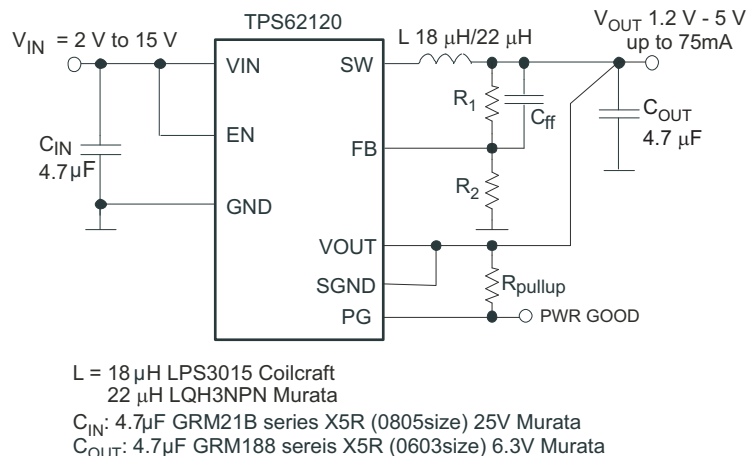 TPS62120
V_IN = 2 V to 15 V
L 18 μH/22 μH
V_OUT 1.2 V - 5 V
up to 75mA
VIN
SW
R_1
C_ff
C_OUT
4.7 μF
C_IN
4.7μF
EN
FB
R_2
GND
VOUT
SGND
R_pullup
PG
PWR GOOD
L = 18 μH LPS3015 Coilcraft
22 μH LQH3NPN Murata
C_IN: 4.7μF GRM21B series X5R (0805size) 25V Murata
C_OUT: 4.7μF GRM188 sereis X5R (0603size) 6.3V Murata